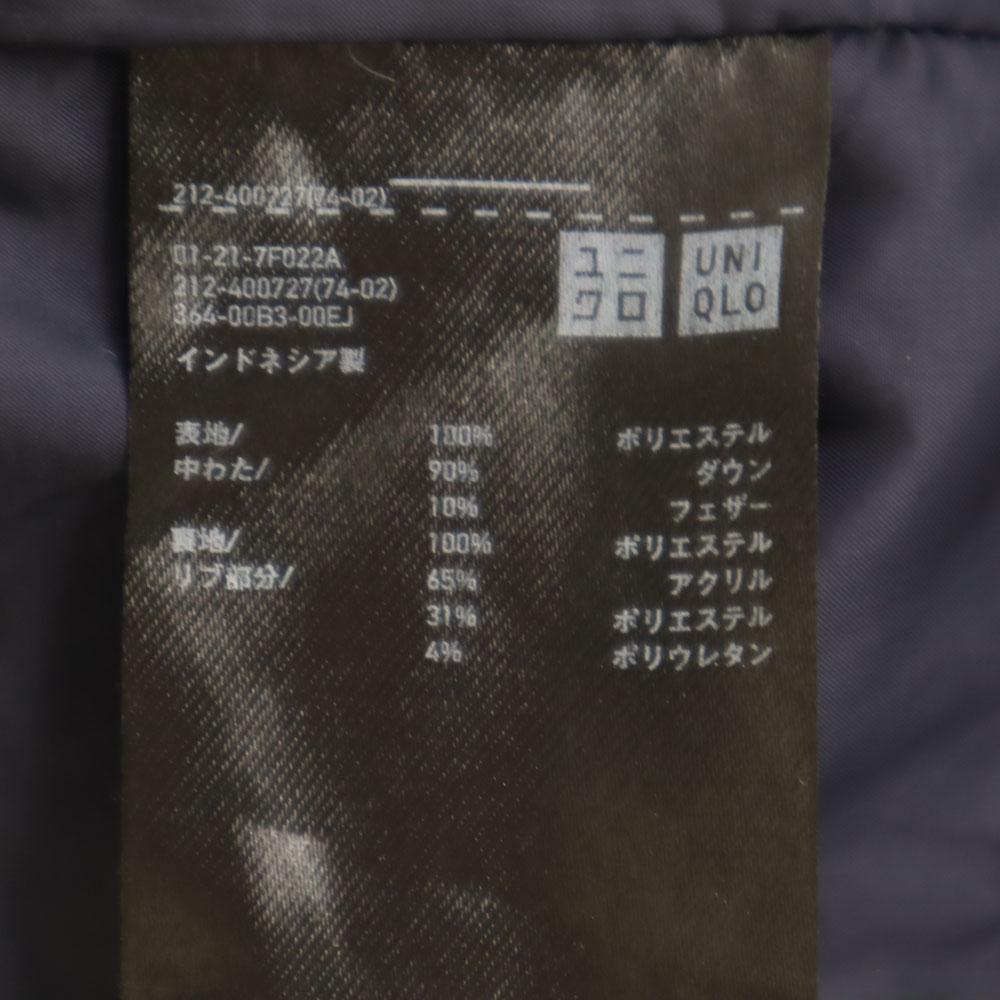 212-400727(74-02)
01-21-7F022A
212-400727(74-02)
364-00B3-00EJ
インドネシア製
ユニ
クロ
UNI
QLO
表地/ 100% ポリエステル
中わた/ 90% ダウン
10% フェザー
裏地/ 100% ポリエステル
リブ部分/ 65% アクリル
31% ポリエステル
4% ポリウレタン